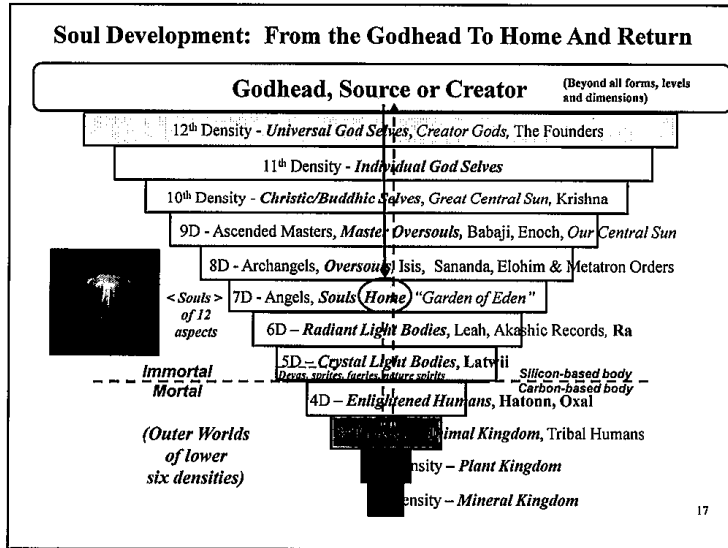 Soul Development: From the Godhead To Home And Return
Godhead, Source or Creator
(Beyond all forms, levels
and dimensions)
12th Density - Universal God Selves, Creator Gods, The Founders
11th Density - Individual God Selves
10th Density - Christic/Buddhic Selves, Great Central Sun, Krishna
9D - Ascended Masters, Master Oversouls, Babaji, Enoch, Our Central Sun
8D - Archangels, Oversouls, Isis, Sananda, Elohim & Metatron Orders
< Souls >
of 12
aspects
7D - Angels, Souls Home "Garden of Eden"
6D – Radiant Light Bodies, Leah, Akashic Records, Ra
5D – Crystal Light Bodies, Latwii
Devas, sprites, faeries, nature spirits
Immortal
Silicon-based body
Mortal
Carbon-based body
4D – Enlightened Humans, Hatonn, Oxal
(Outer Worlds
of lower
six densities)
imal Kingdom, Tribal Humans
nsity – Plant Kingdom
ensity – Mineral Kingdom
17